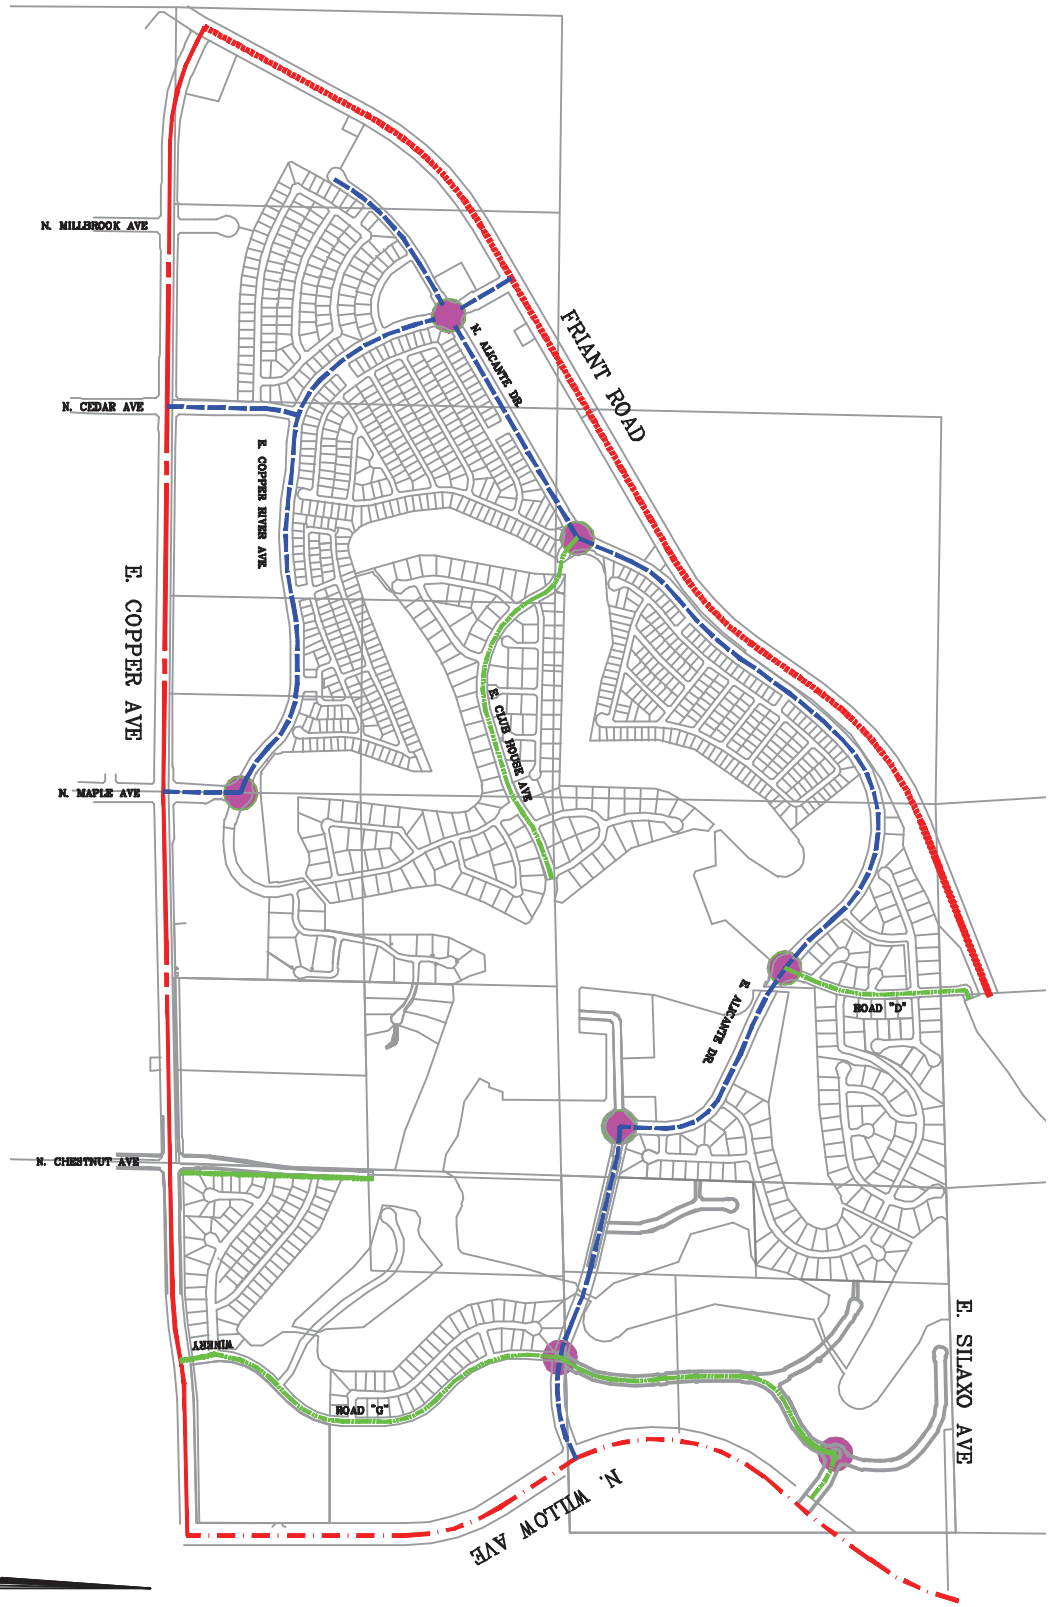 N. MILLBROOK AVE
FRIANT ROAD
N. ALICANTE DR.
N. CEDAR AVE
E. COPPER RIVER AVE.
E. COPPER AVE
E. CLUB HOUSE AVE
N. MAPLE AVE
E. ALICANTE DR.
ROAD "D"
N. CHESTNUT AVE
WINERY
E. SILAXO AVE
ROAD "G"
N. WILLOW AVE